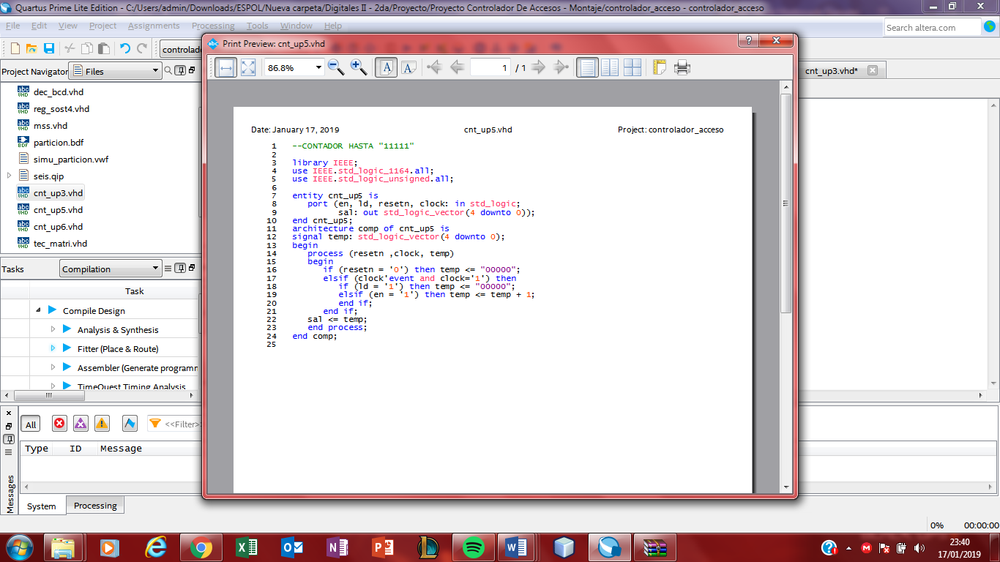 Quartus Prime Lite Edition - C:/Users/admin/Downloads/ESPOL/Nueva carpeta/Digitales II - 2da/Proyecto/Proyecto Controlador De Accesos - Montaje/controlador_acceso - controlador_acceso
File Edit View Project Assignments Processing Tools Window Help
Search altera.com
controlad
Project Navigator Files
cnt_up3.vhd*
dec_bcd.vhd
reg_sost4.vhd
mss.vhd
particion.bdf
simu_particion.vwf
seis.qip
cnt_up3.vhd
cnt_up5.vhd
cnt_up6.vhd
tec_matri.vhd
Tasks Compilation
Task
Compile Design
Analysis & Synthesis
Fitter (Place & Route)
Assembler (Generate programm
TimeQuest Timing Analysis
Print Preview: cnt_up5.vhd
86.8% 1 / 1
Date: January 17, 2019 cnt_up5.vhd Project: controlador_acceso
1 --CONTADOR HASTA "11111"
2
3 library IEEE;
4 use IEEE.std_logic_1164.all;
5 use IEEE.std_logic_unsigned.all;
6
7 entity cnt_up5 is
8 port (en, ld, resetn, clock: in std_logic;
9 sal: out std_logic_vector(4 downto 0));
10 end cnt_up5;
11 architecture comp of cnt_up5 is
12 signal temp: std_logic_vector(4 downto 0);
13 begin
14 process (resetn ,clock, temp)
15 begin
16 if (resetn = '0') then temp <= "00000";
17 elsif (clock'event and clock='1') then
18 if (ld = '1') then temp <= "00000";
19 elsif (en = '1') then temp <= temp + 1;
20 end if;
21 end if;
22 sal <= temp;
23 end process;
24 end comp;
25
All <<Filter>>
Type ID Message
Messages
System Processing
0% 00:00:00
23:40
17/01/2019